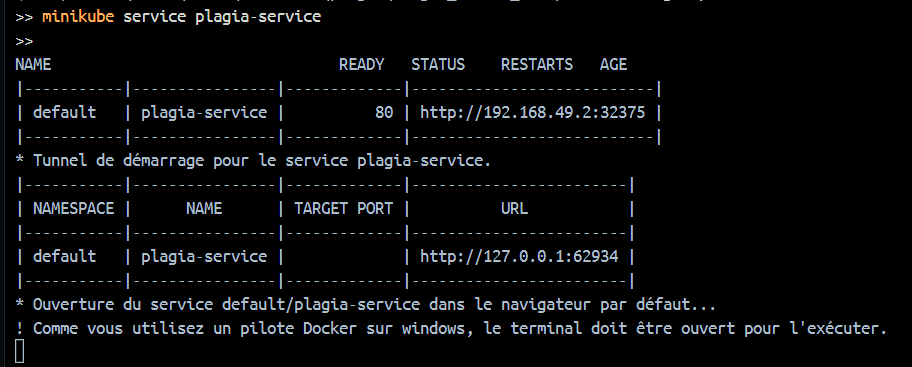 >> minikube service plagia-service
>>
NAME                                READY   STATUS    RESTARTS   AGE
|-----------|----------------|-------------|---------------------------|
| default   | plagia-service |          80 | http://192.168.49.2:32375 |
|-----------|----------------|-------------|---------------------------|
* Tunnel de démarrage pour le service plagia-service.
|-----------|----------------|-------------|------------------------|
| NAMESPACE |      NAME      | TARGET PORT |          URL           |
|-----------|----------------|-------------|------------------------|
| default   | plagia-service |             | http://127.0.0.1:62934 |
|-----------|----------------|-------------|------------------------|
* Ouverture du service default/plagia-service dans le navigateur par défaut...
! Comme vous utilisez un pilote Docker sur windows, le terminal doit être ouvert pour l'exécuter.